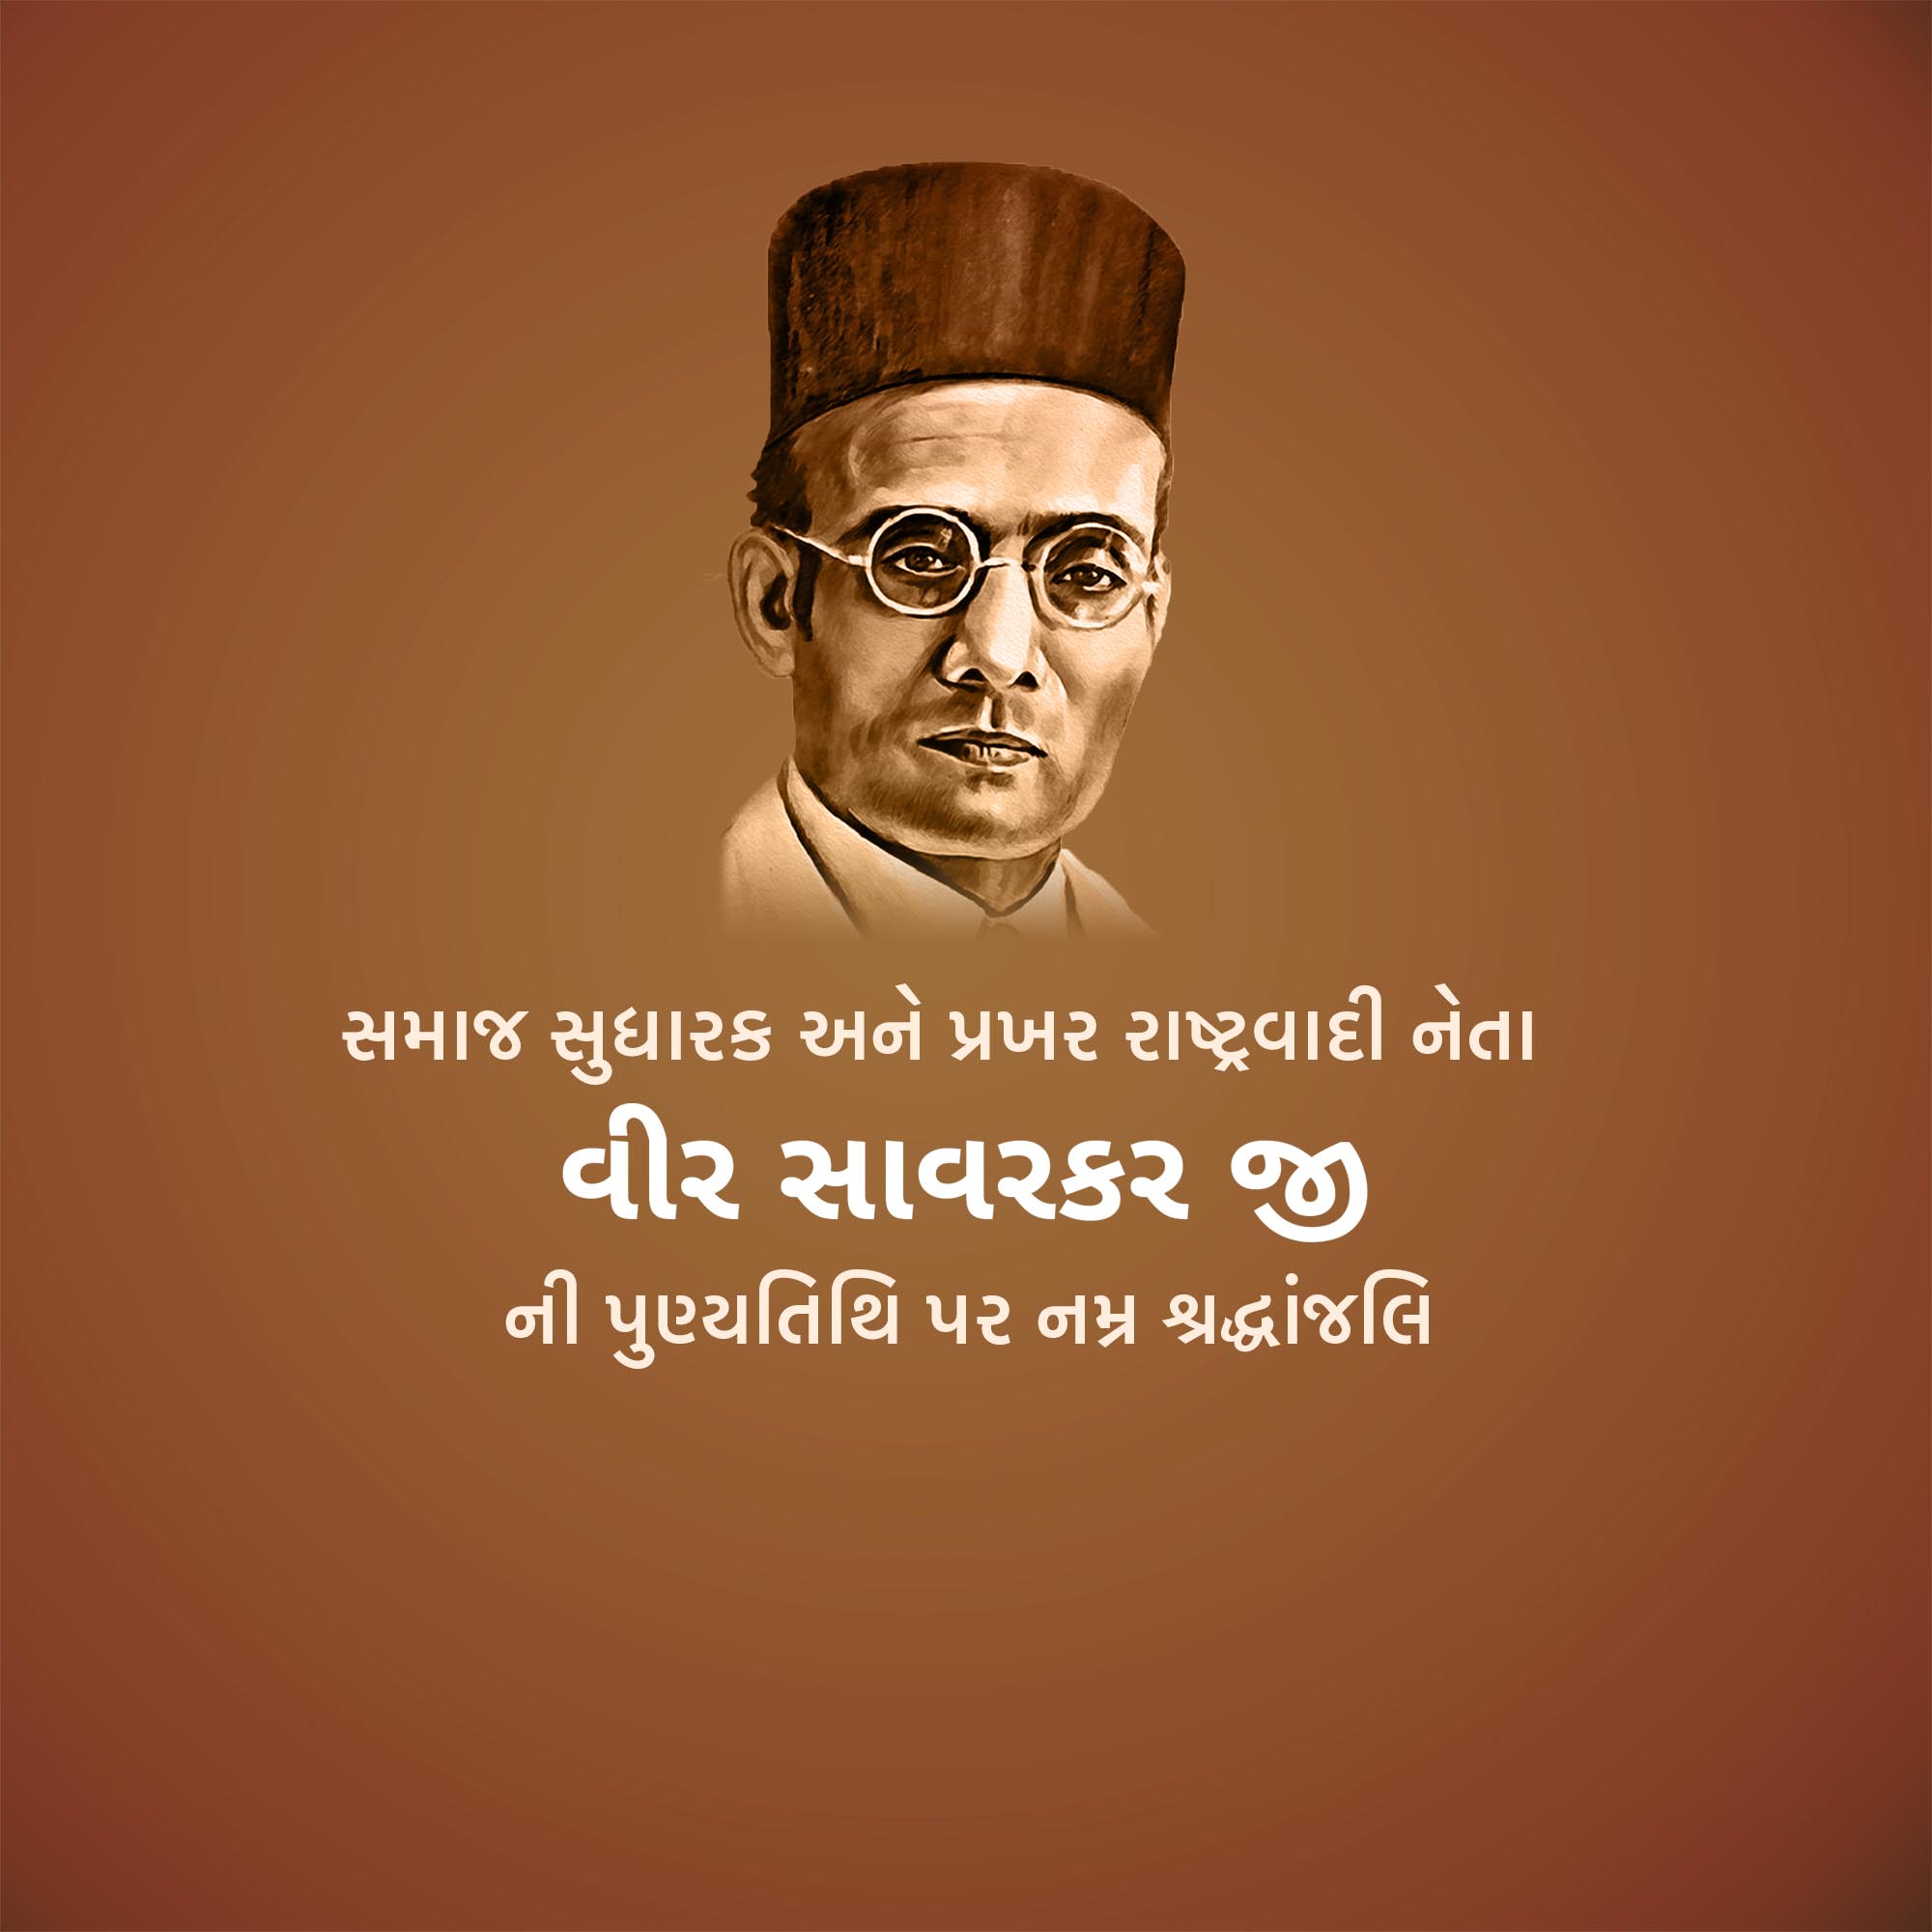 સમાજ સુધારક અને પ્રખર રાષ્ટ્રવાદી નેતા
વીર સાવરકર જી
ની પુણ્યતિથિ પર નમ્ર શ્રદ્ધાંજલિ